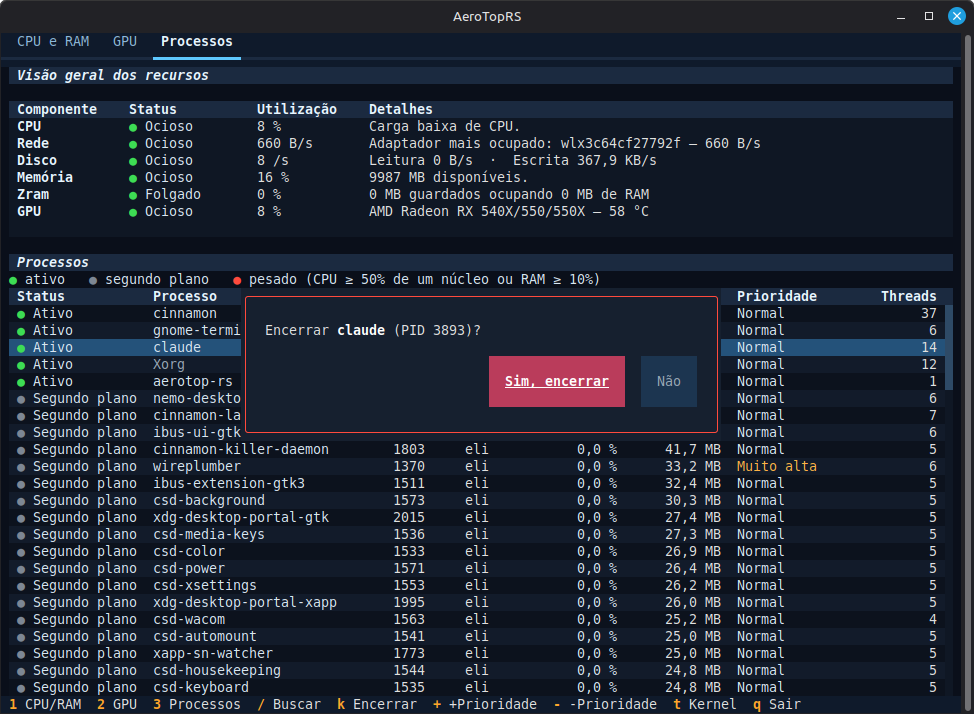 AeroTopRS
CPU e RAM GPU Processos
Visão geral dos recursos
Componente Status Utilização Detalhes
CPU ● Ocioso 8 % Carga baixa de CPU.
Rede ● Ocioso 660 B/s Adaptador mais ocupado: wlx3c64cf27792f — 660 B/s
Disco ● Ocioso 8 /s Leitura 0 B/s · Escrita 367,9 KB/s
Memória ● Ocioso 16 % 9987 MB disponíveis.
Zram ● Folgado 0 % 0 MB guardados ocupando 0 MB de RAM
GPU ● Ocioso 8 % AMD Radeon RX 540X/550/550X — 58 °C
Processos
● ativo ● segundo plano ● pesado (CPU ≥ 50% de um núcleo ou RAM ≥ 10%)
Status Processo Prioridade Threads
● Ativo cinnamon Normal 37
● Ativo gnome-termi Normal 6
● Ativo claude Normal 14
● Ativo Xorg Normal 12
● Ativo aerotop-rs Normal 1
● Segundo plano nemo-deskto Normal 6
● Segundo plano cinnamon-la Normal 7
● Segundo plano ibus-ui-gtk Normal 6
Encerrar claude (PID 3893)?
Sim, encerrar Não
● Segundo plano cinnamon-killer-daemon 1803 eli 0,0 % 41,7 MB Normal 5
● Segundo plano wireplumber 1370 eli 0,0 % 33,2 MB Muito alta 6
● Segundo plano ibus-extension-gtk3 1511 eli 0,0 % 32,4 MB Normal 5
● Segundo plano csd-background 1573 eli 0,0 % 30,3 MB Normal 5
● Segundo plano xdg-desktop-portal-gtk 2015 eli 0,0 % 27,4 MB Normal 5
● Segundo plano csd-media-keys 1536 eli 0,0 % 27,3 MB Normal 5
● Segundo plano csd-color 1533 eli 0,0 % 26,9 MB Normal 5
● Segundo plano csd-power 1571 eli 0,0 % 26,4 MB Normal 5
● Segundo plano csd-xsettings 1553 eli 0,0 % 26,2 MB Normal 5
● Segundo plano xdg-desktop-portal-xapp 1995 eli 0,0 % 26,0 MB Normal 5
● Segundo plano csd-wacom 1563 eli 0,0 % 25,2 MB Normal 4
● Segundo plano csd-automount 1541 eli 0,0 % 25,0 MB Normal 5
● Segundo plano xapp-sn-watcher 1773 eli 0,0 % 25,0 MB Normal 5
● Segundo plano csd-housekeeping 1544 eli 0,0 % 24,8 MB Normal 5
● Segundo plano csd-keyboard 1535 eli 0,0 % 24,8 MB Normal 5
1 CPU/RAM 2 GPU 3 Processos / Buscar k Encerrar + +Prioridade - -Prioridade t Kernel q Sair